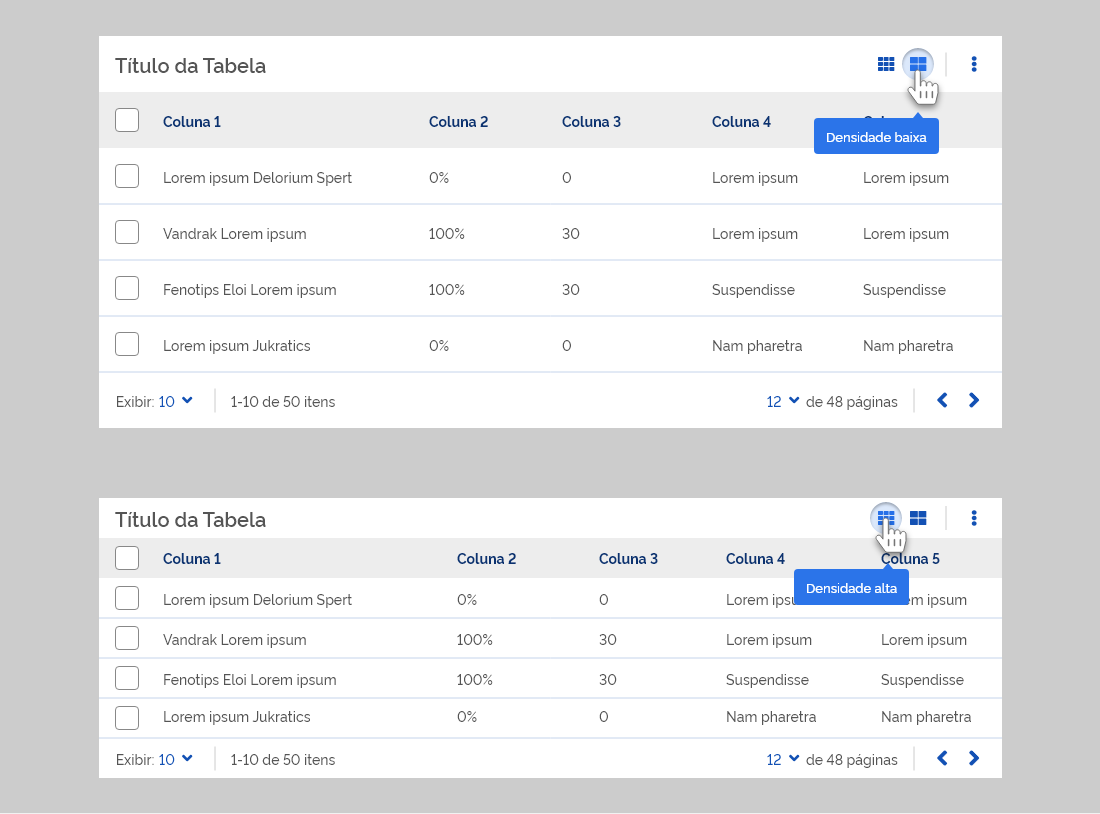 Título da Tabela
Coluna 1 Coluna 2 Coluna 3 Coluna 4
Densidade baixa
Lorem ipsum Delorium Spert 0% 0 Lorem ipsum Lorem ipsum
Vandrak Lorem ipsum 100% 30 Lorem ipsum Lorem ipsum
Fenotips Eloi Lorem ipsum 100% 30 Suspendisse Suspendisse
Lorem ipsum Jukratics 0% 0 Nam pharetra Nam pharetra
Exibir: 10 1-10 de 50 itens 12 de 48 páginas
Título da Tabela
Coluna 1 Coluna 2 Coluna 3 Coluna 4 Coluna 5
Densidade alta
Lorem ipsum Delorium Spert 0% 0 Lorem ipsum
Vandrak Lorem ipsum 100% 30 Lorem ipsum Lorem ipsum
Fenotips Eloi Lorem ipsum 100% 30 Suspendisse Suspendisse
Lorem ipsum Jukratics 0% 0 Nam pharetra Nam pharetra
Exibir: 10 1-10 de 50 itens 12 de 48 páginas